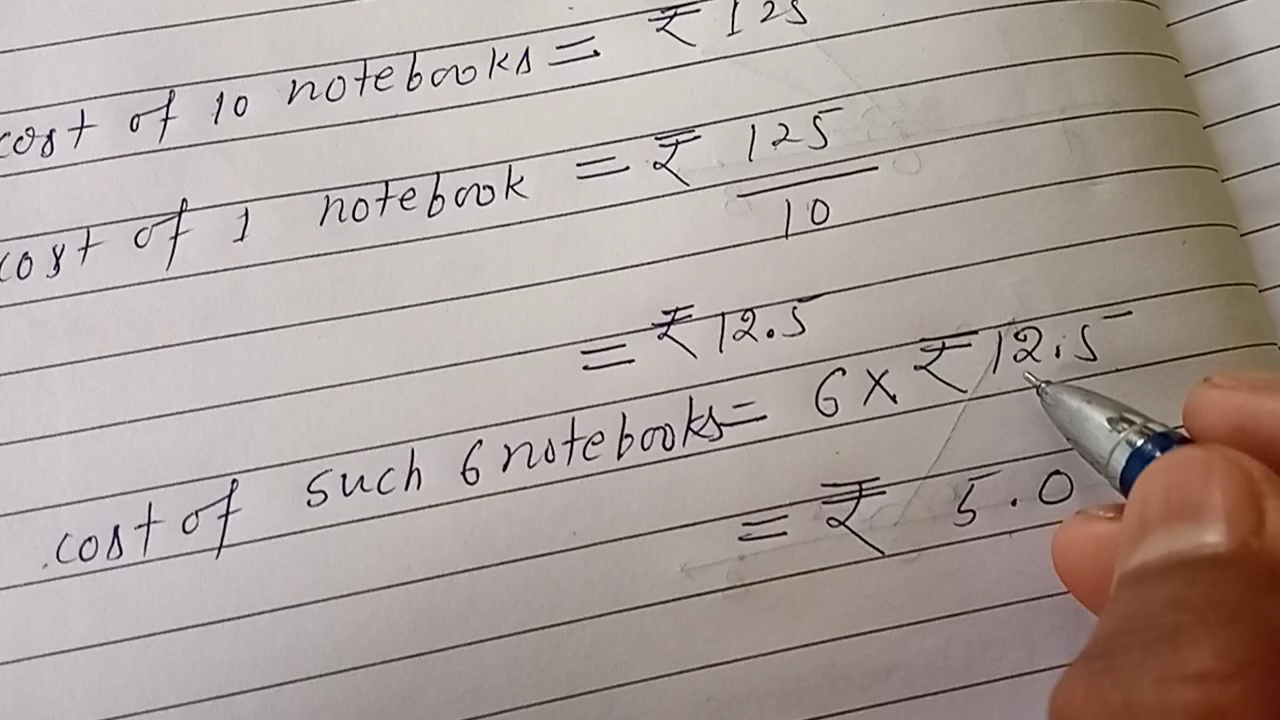 cost of 10 notebooks = ₹ 125
cost of 1 notebook = ₹ 125
10
= ₹ 12.5
cost of such 6 notebooks = 6 × ₹ 12.5
= ₹ 5.0